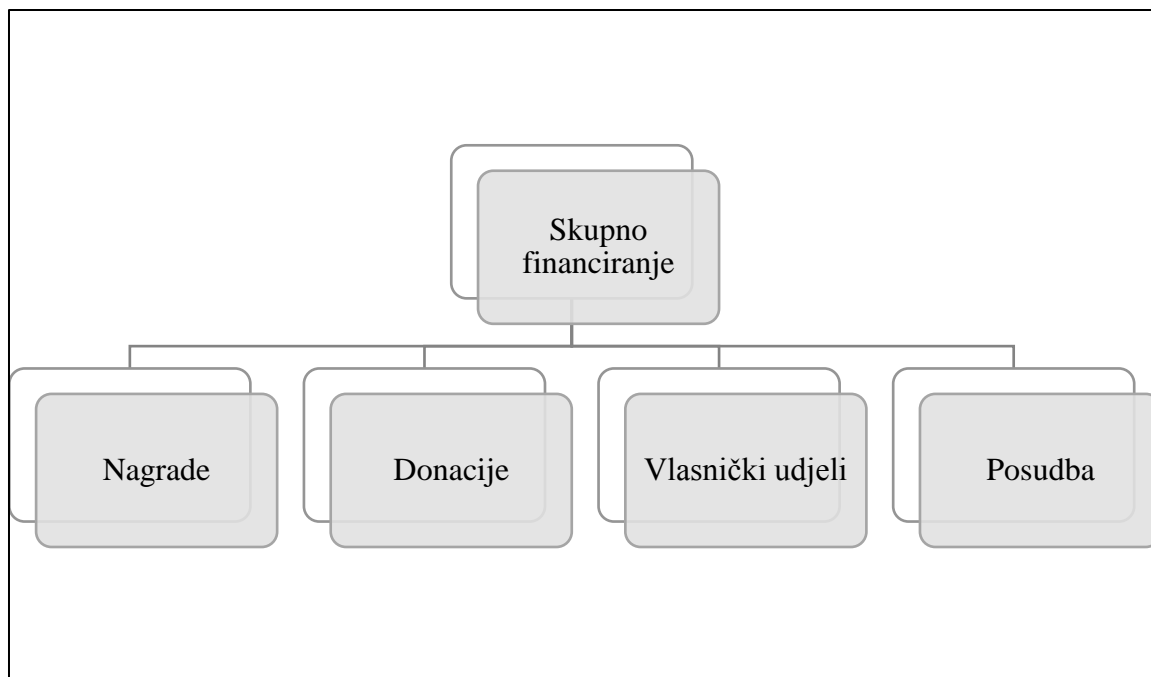 Skupno
financiranje
Nagrade
Donacije
Vlasnički udjeli
Posudba